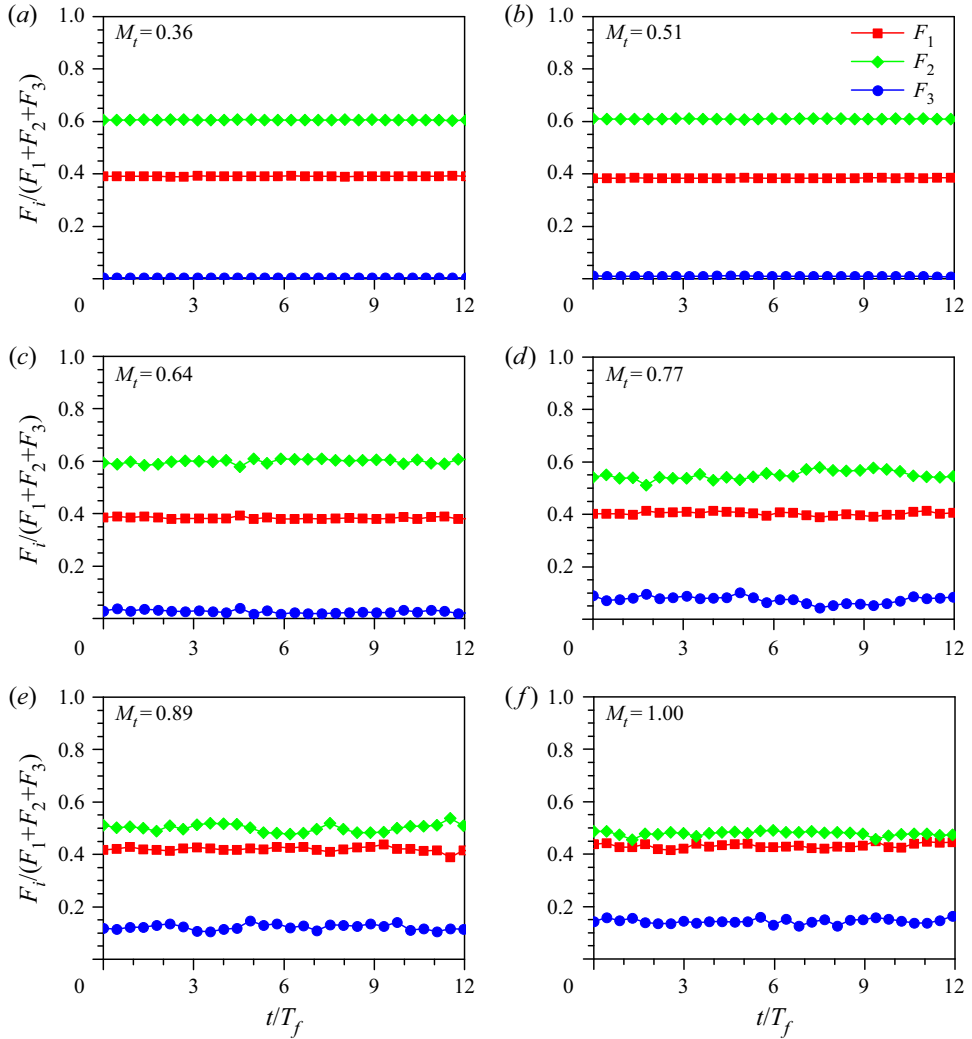 (a) 1.0 M_t = 0.36
0.8
0.6
0.4
0.2
0 3 6 9 12
F_i/(F_1+F_2+F_3)
(b) 1.0 M_t = 0.51
F_1
F_2
F_3
0.8
0.6
0.4
0.2
0 3 6 9 12
(c) 1.0 M_t = 0.64
0.8
0.6
0.4
0.2
0 3 6 9 12
F_i/(F_1+F_2+F_3)
(d) 1.0 M_t = 0.77
0.8
0.6
0.4
0.2
0 3 6 9 12
(e) 1.0 M_t = 0.89
0.8
0.6
0.4
0.2
0 3 6 9 12
F_i/(F_1+F_2+F_3)
t/T_f
(f) 1.0 M_t = 1.00
0.8
0.6
0.4
0.2
0 3 6 9 12
t/T_f